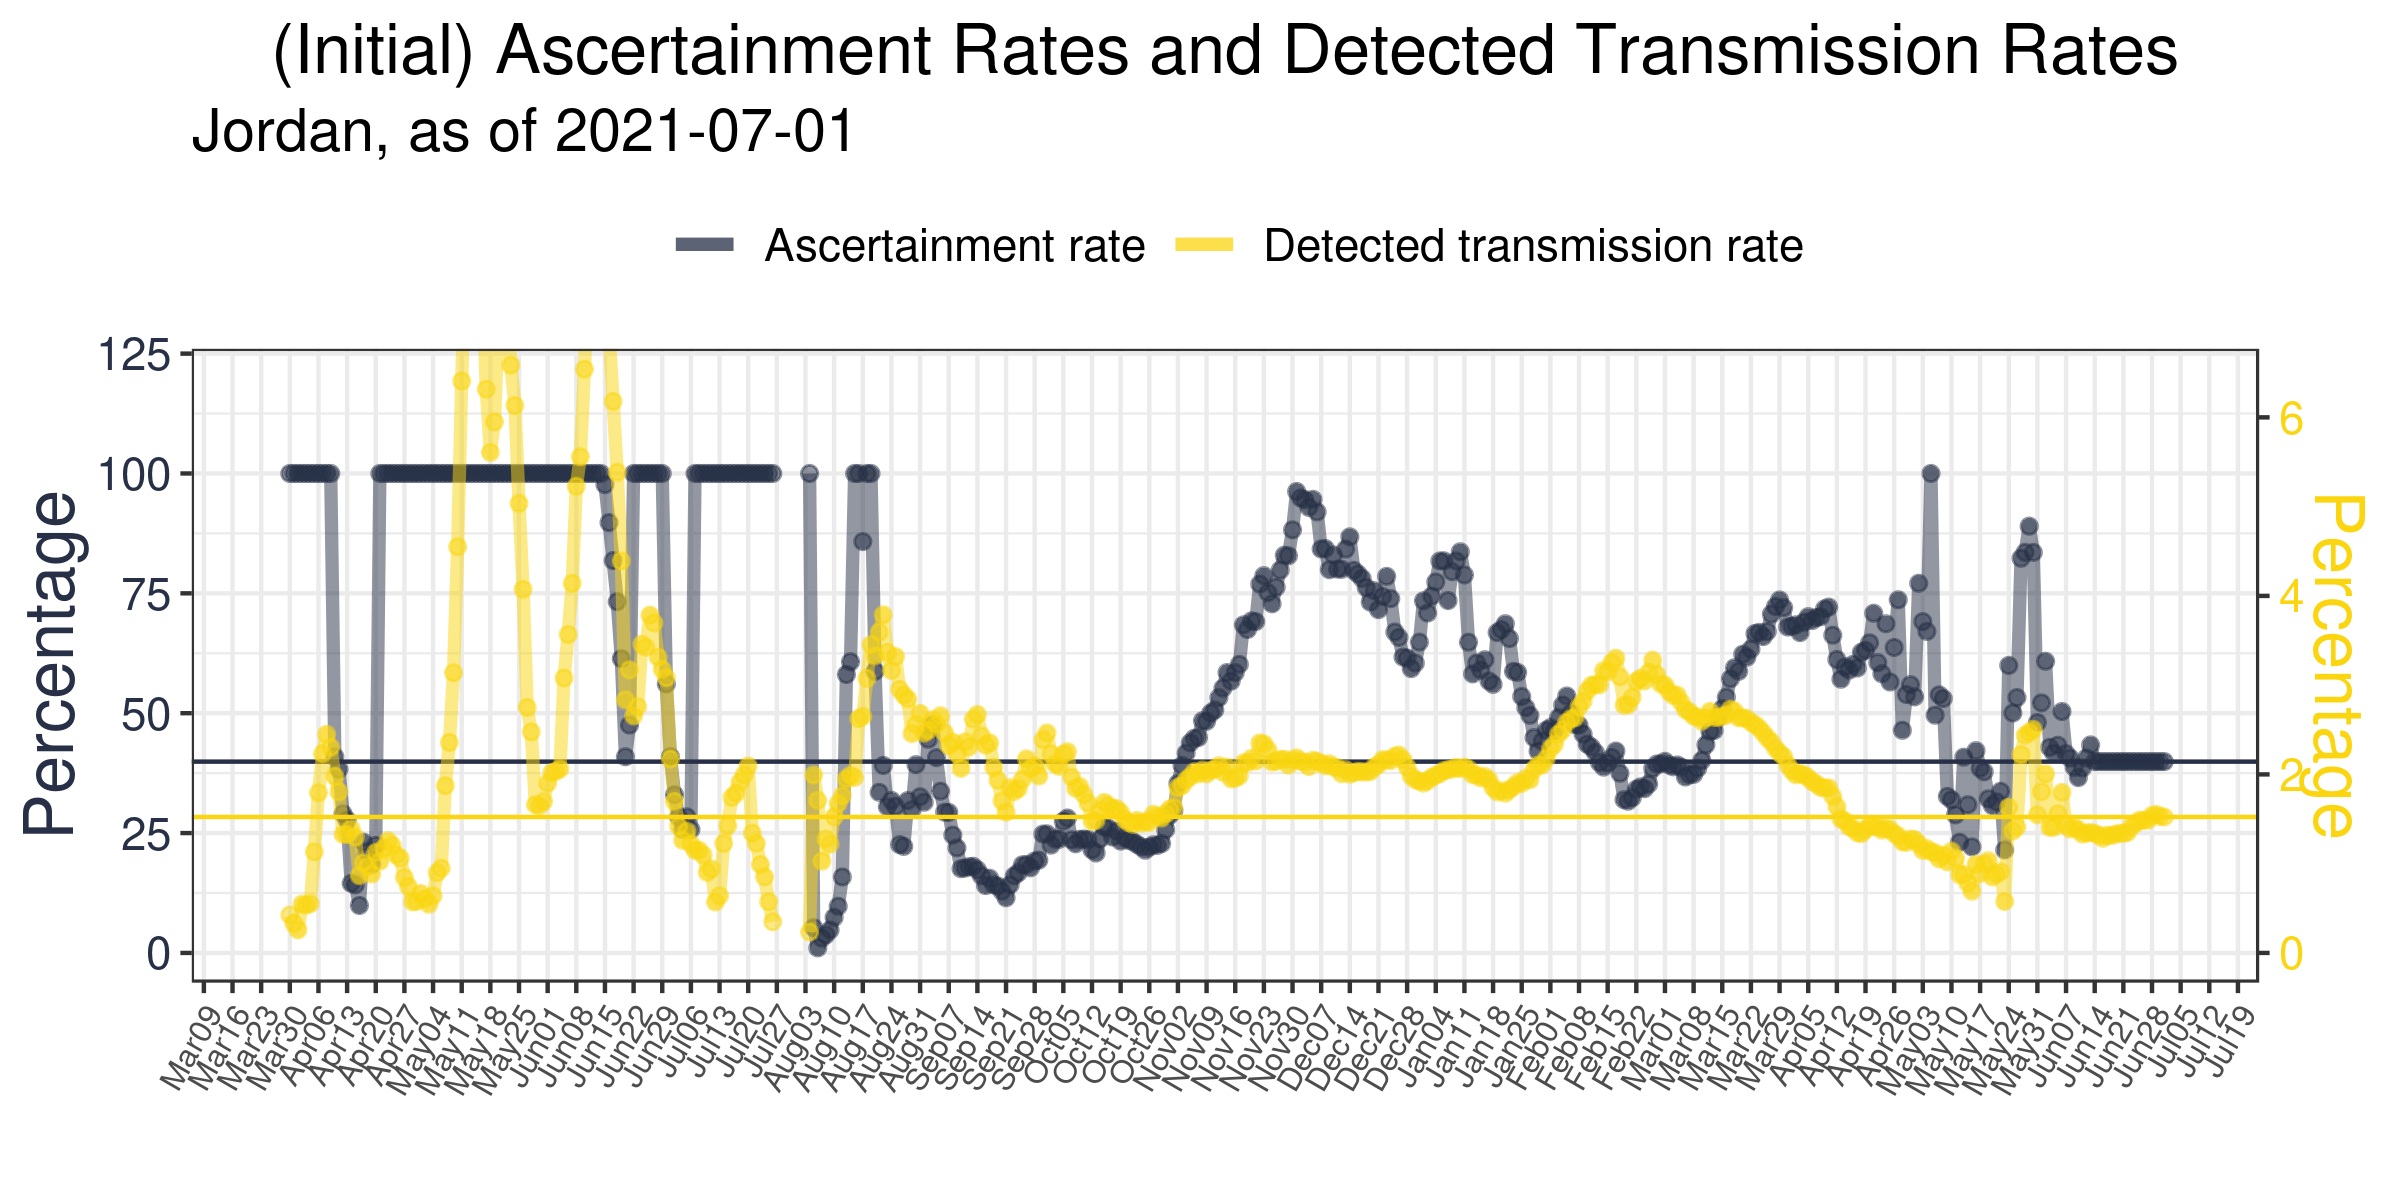 (Initial) Ascertainment Rates and Detected Transmission Rates
Jordan, as of 2021-07-01
Ascertainment rate
Detected transmission rate
Percentage
125
100
75
50
25
0
6
4
2
0
Percentage
Mar09
Mar16
Mar23
Mar30
Apr06
Apr13
Apr20
Apr27
May04
May11
May18
May25
Jun01
Jun08
Jun15
Jun22
Jun29
Jul06
Jul13
Jul20
Jul27
Aug03
Aug10
Aug17
Aug24
Aug31
Sep07
Sep14
Sep21
Sep28
Oct05
Oct12
Oct19
Oct26
Nov02
Nov09
Nov16
Nov23
Nov30
Dec07
Dec14
Dec21
Dec28
Jan04
Jan11
Jan18
Jan25
Feb01
Feb08
Feb15
Feb22
Mar01
Mar08
Mar15
Mar22
Mar29
Apr05
Apr12
Apr19
Apr26
May03
May10
May17
May24
May31
Jun07
Jun14
Jun21
Jun28
Jul05
Jul12
Jul19